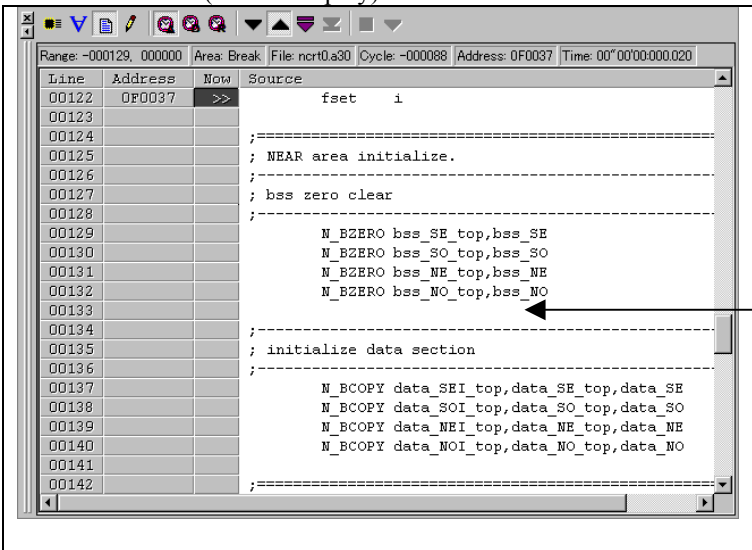 Range: -000129, 000000 Area: Break File: ncrt0.a30 Cycle: -000088 Address: 0F0037 Time: 00"00'00:000.020
Line Address Now Source
00122 0F0037 >> fset i
00123
00124 ;===================================================
00125 ; NEAR area initialize.
00126 ;---------------------------------------------------
00127 ; bss zero clear
00128 ;---------------------------------------------------
00129 N_BZERO bss_SE_top,bss_SE
00130 N_BZERO bss_SO_top,bss_SO
00131 N_BZERO bss_NE_top,bss_NE
00132 N_BZERO bss_NO_top,bss_NO
00133
00134 ;---------------------------------------------------
00135 ; initialize data section
00136 ;---------------------------------------------------
00137 N_BCOPY data_SEI_top,data_SE_top,data_SE
00138 N_BCOPY data_SOI_top,data_SO_top,data_SO
00139 N_BCOPY data_NEI_top,data_NE_top,data_NE
00140 N_BCOPY data_NOI_top,data_NO_top,data_NO
00141
00142 ;===================================================